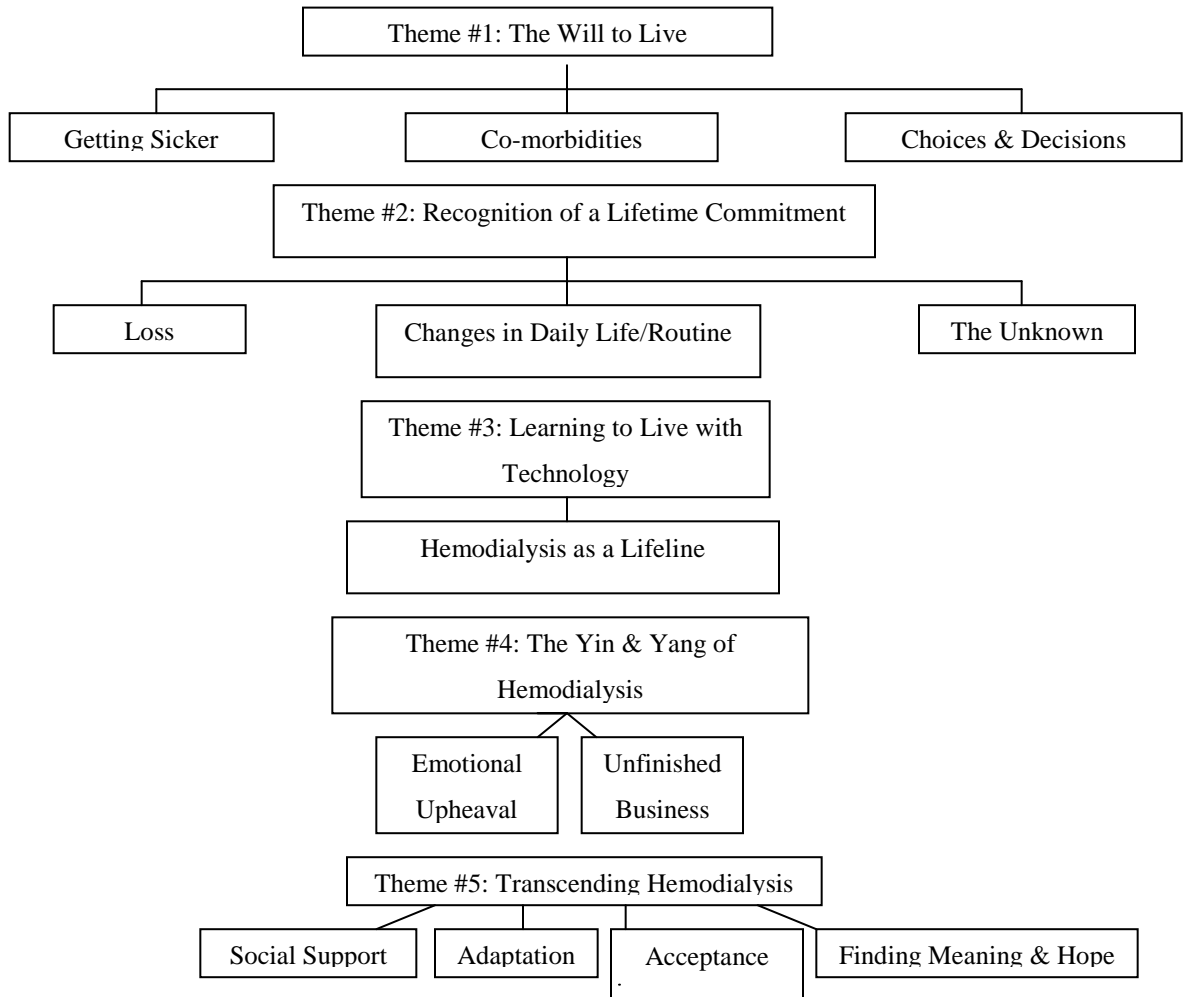 Theme #1: The Will to Live
Getting Sicker
Co-morbidities
Choices & Decisions
Theme #2: Recognition of a Lifetime Commitment
Loss
Changes in Daily Life/Routine
The Unknown
Theme #3: Learning to Live with
Technology
Hemodialysis as a Lifeline
Theme #4: The Yin & Yang of
Hemodialysis
Emotional
Upheaval
Unfinished
Business
Theme #5: Transcending Hemodialysis
Social Support
Adaptation
Acceptance
Finding Meaning & Hope